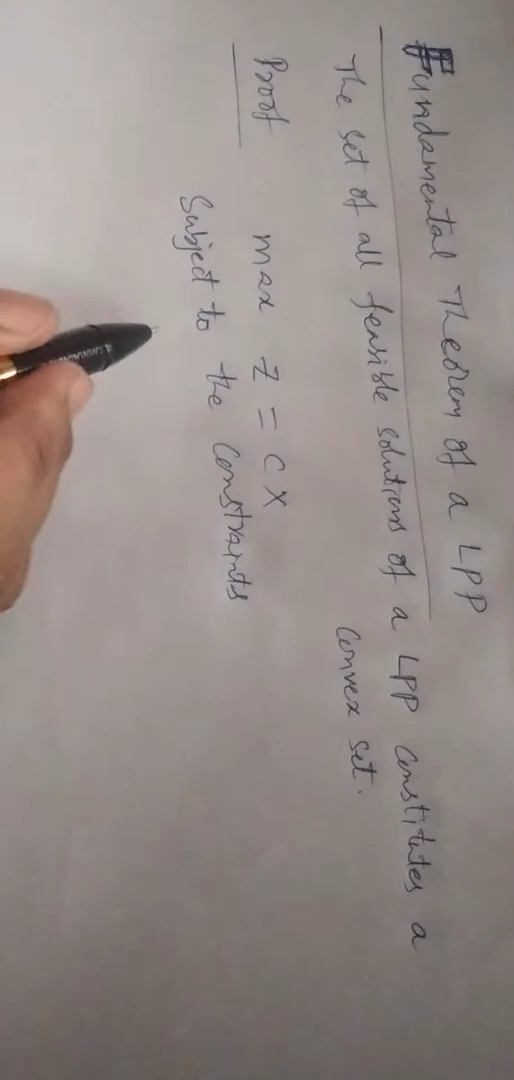 Fundamental Theorem of a LPP
The set of all feasible solutions of a LPP constitutes a
convex set.
Proof max Z = CX
Subject to the constraints